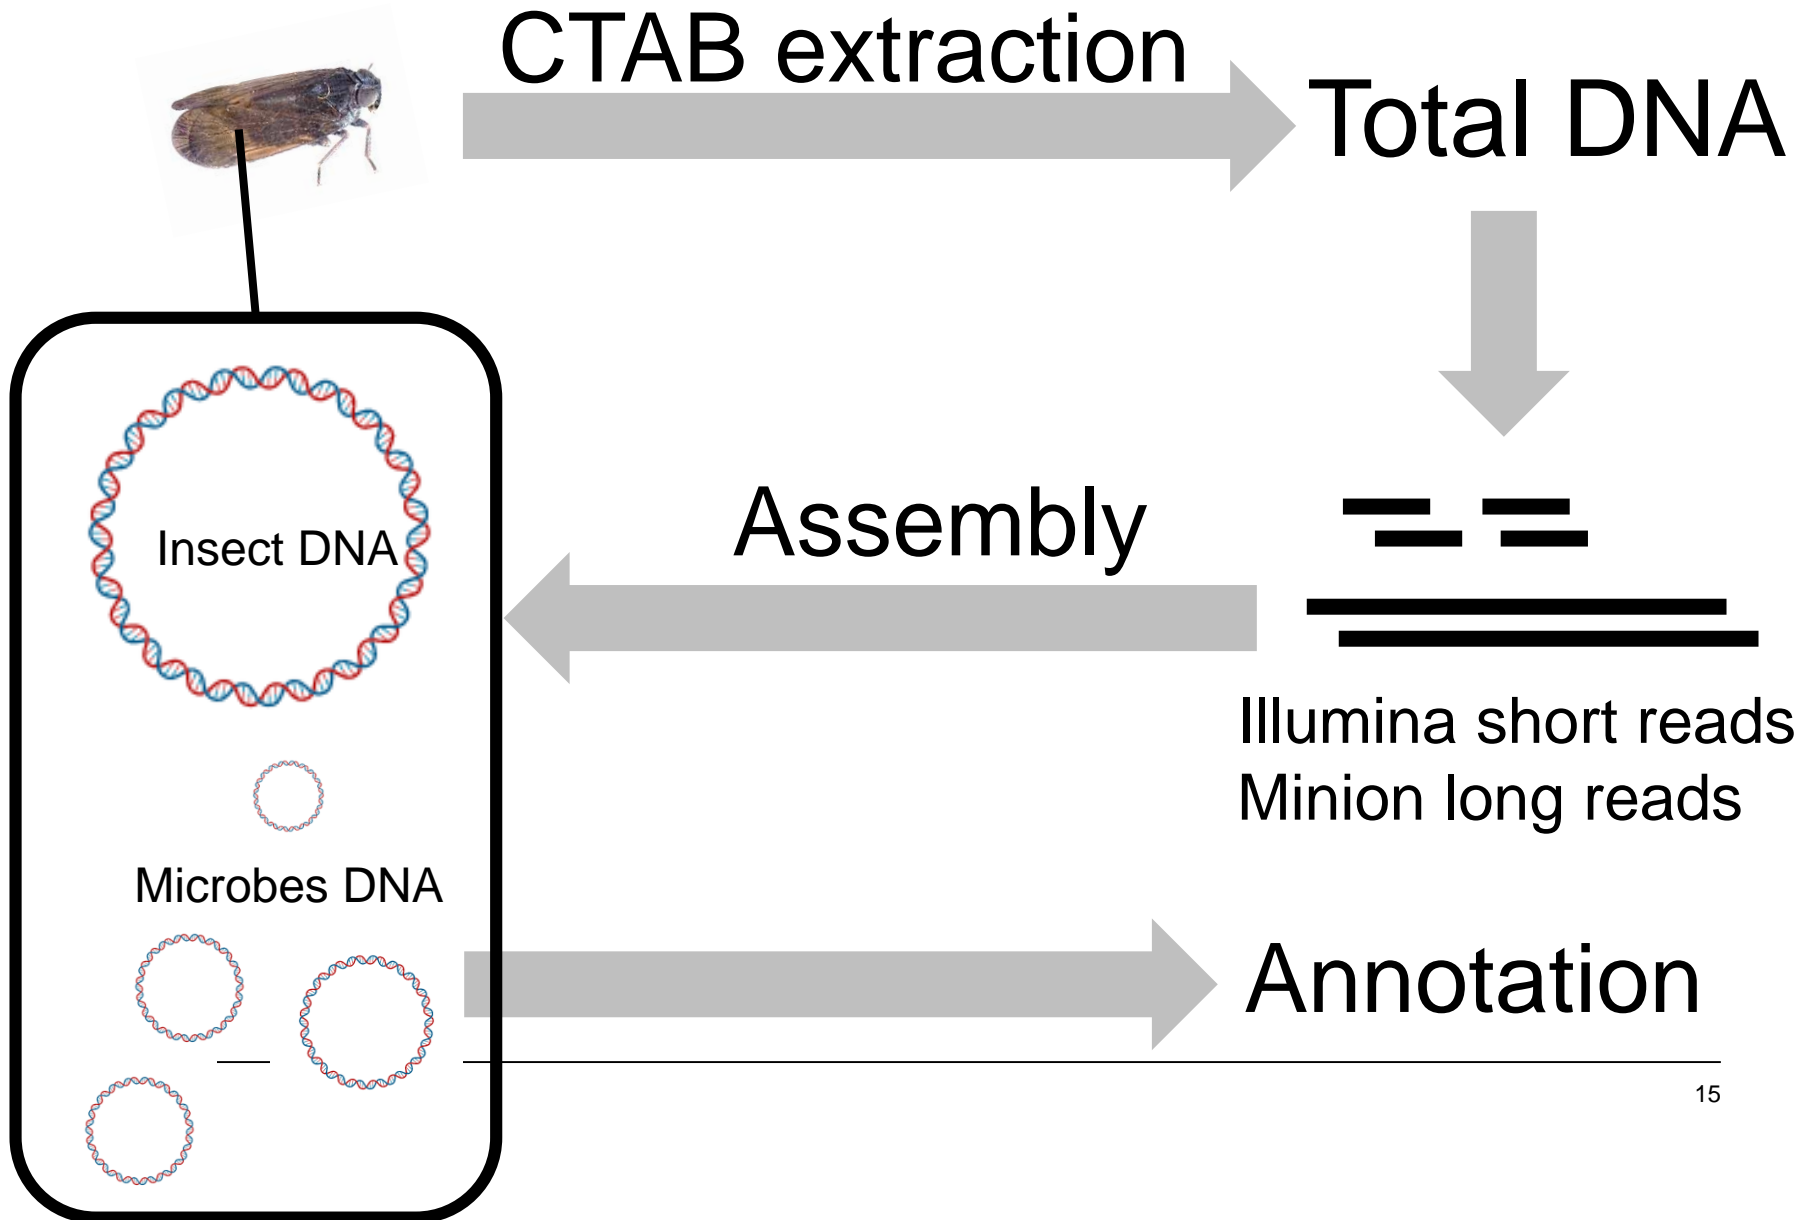 CTAB extraction
Total DNA
Insect DNA
Assembly
Illumina short reads
Minion long reads
Microbes DNA
Annotation
15